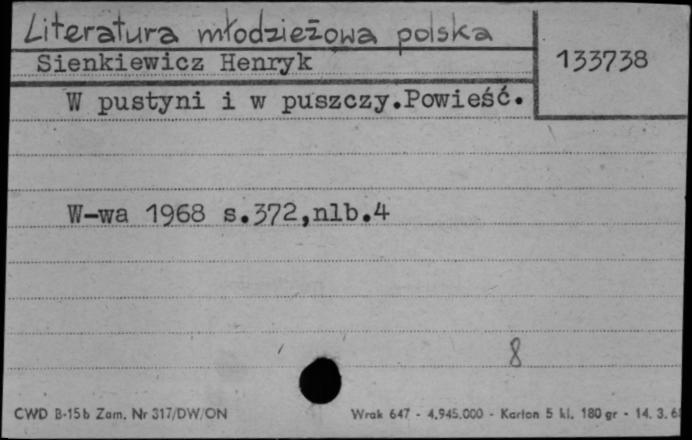 Literatura młodzieżowa polska
Sienkiewicz Henryk
133738
W pustyni i w puszczy.Powieść.
W-wa 1968 s.372,nlb.4
8
CWD B-15b Zam. Nr 317/DW/ON
Wrak 647 - 4.945.000 - Karton 5 kl. 180 gr - 14. 3.